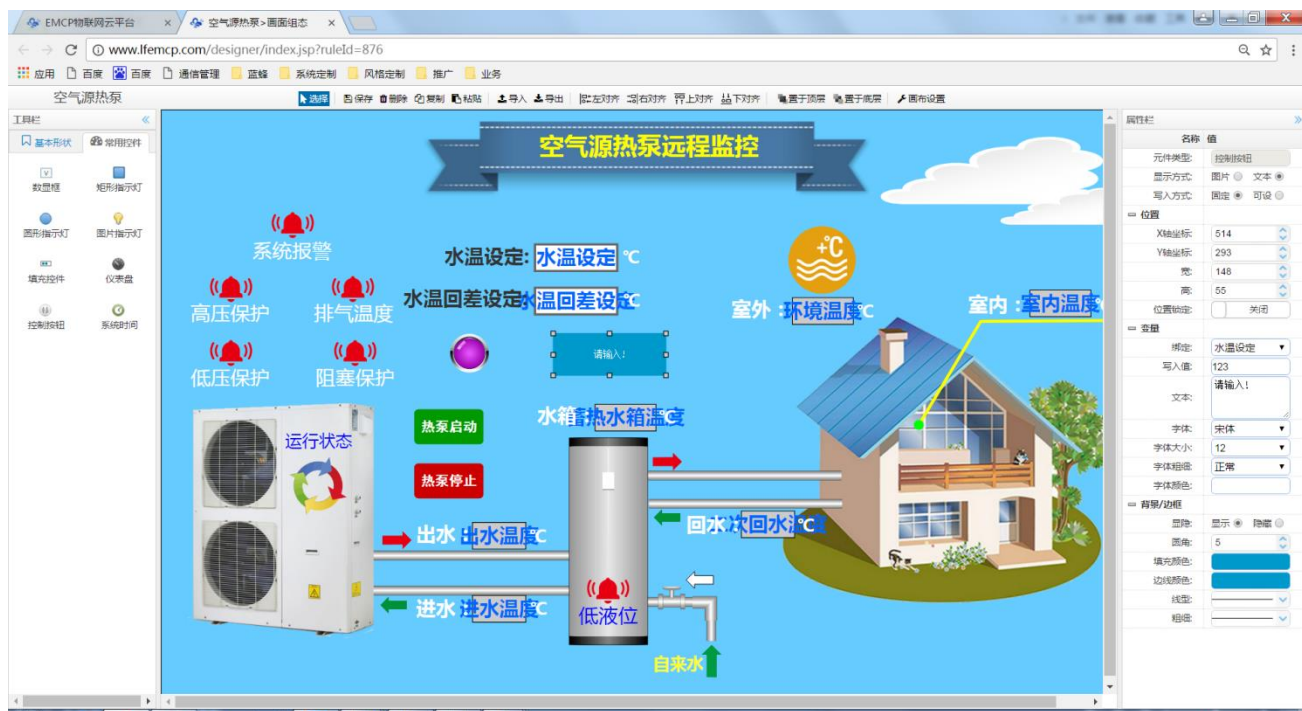 EMCP物联网云平台 × 空气源热泵>画面组态 ×
www.lfemcp.com/designer/index.jsp?ruleId=876
应用 百度 百度 通信管理 蓝蜂 系统定制 风格定制 推广 业务
空气源热泵 选择 保存 删除 复制 粘贴 导入 导出 左对齐 右对齐 上对齐 下对齐 置于顶层 置于底层 画布设置
工具栏
基本形状 常用控件
数显框 矩形指示灯
圆形指示灯 图片指示灯
填充控件 仪表盘
控制按钮 系统时间
空气源热泵远程监控
系统报警
高压保护 排气温度
低压保护 阻塞保护
水温设定: 水温设定 ℃
水温回差设定: 水温回差设定
+℃
室外: 环境温度℃
室内: 室内温度
请输入!
运行状态
热泵启动
热泵停止
水箱
出水 出水温度℃
进水 进水温度℃
回水
低液位
自来水
属性栏
名称 值
元件类型: 控制按钮
显示方式: 图片 文本
写入方式: 固定 可设
位置
X轴坐标: 514
Y轴坐标: 293
宽: 148
高: 55
位置锁定: 关闭
变量
绑定: 水温设定
写入值: 123
文本: 请输入!
字体: 宋体
字体大小: 12
字体粗细: 正常
字体颜色:
背景/边框
显隐: 显示 隐藏
圆角: 5
填充颜色:
边线颜色:
线型:
粗细: